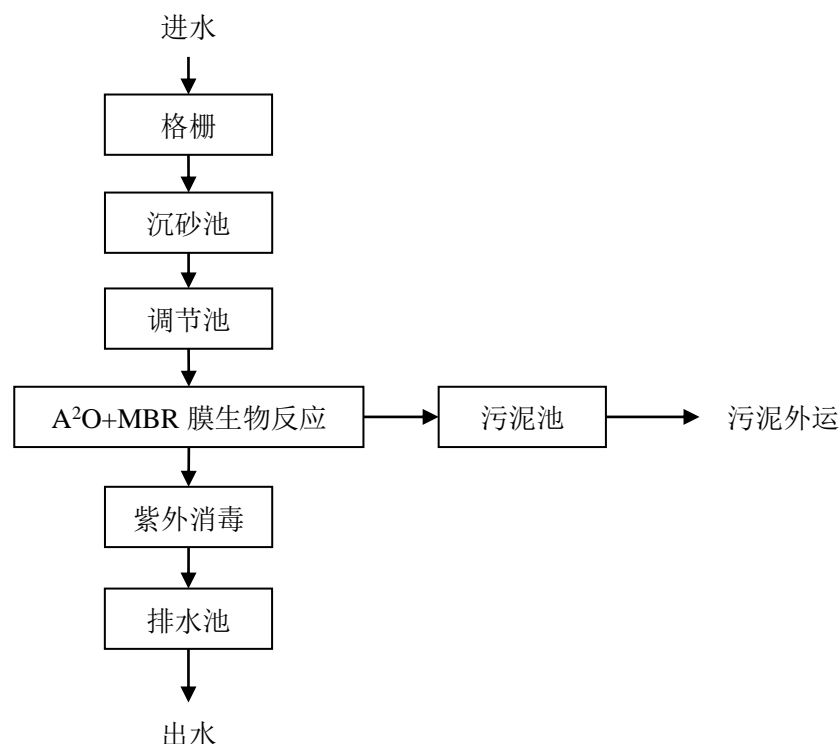 进水
格栅
沉砂池
调节池
A²O+MBR 膜生物反应
污泥池
污泥外运
紫外消毒
排水池
出水